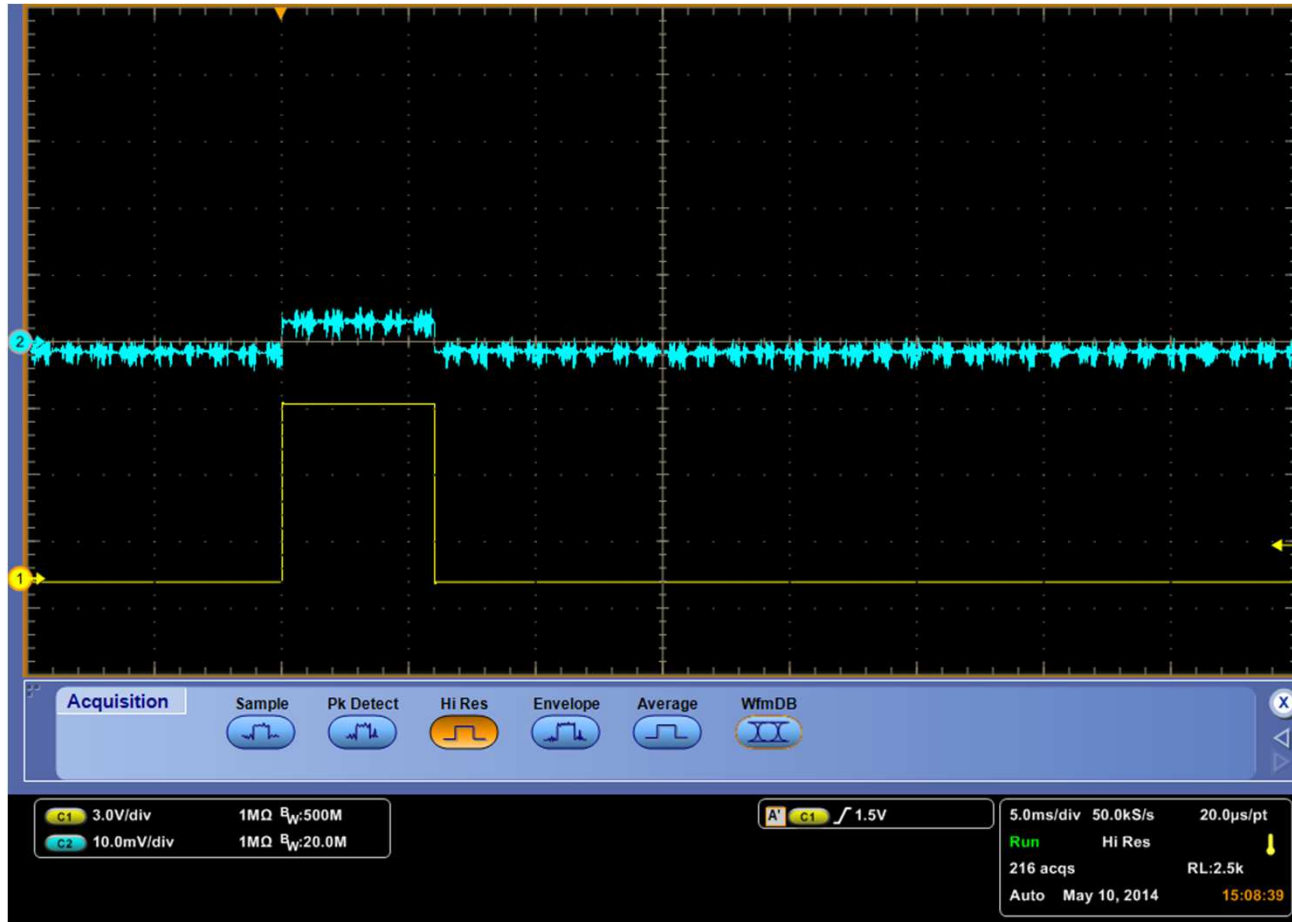 2
1
Acquisition
Sample Pk Detect Hi Res Envelope Average WfmDB
X
C1 3.0V/div 1MΩ BW:500M
C2 10.0mV/div 1MΩ BW:20.0M
A' C1 1.5V
5.0ms/div 50.0kS/s 20.0µs/pt
Run Hi Res
216 acqs RL:2.5k
Auto May 10, 2014 15:08:39